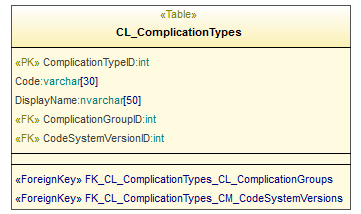 «Table»
CL_ComplicationTypes
«PK» ComplicationTypeID:int
Code:varchar[30]
DisplayName:nvarchar[50]
«FK» ComplicationGroupID:int
«FK» CodeSystemVersionID:int
«ForeignKey» FK_CL_ComplicationTypes_CL_ComplicationGroups
«ForeignKey» FK_CL_ComplicationTypes_CM_CodeSystemVersions